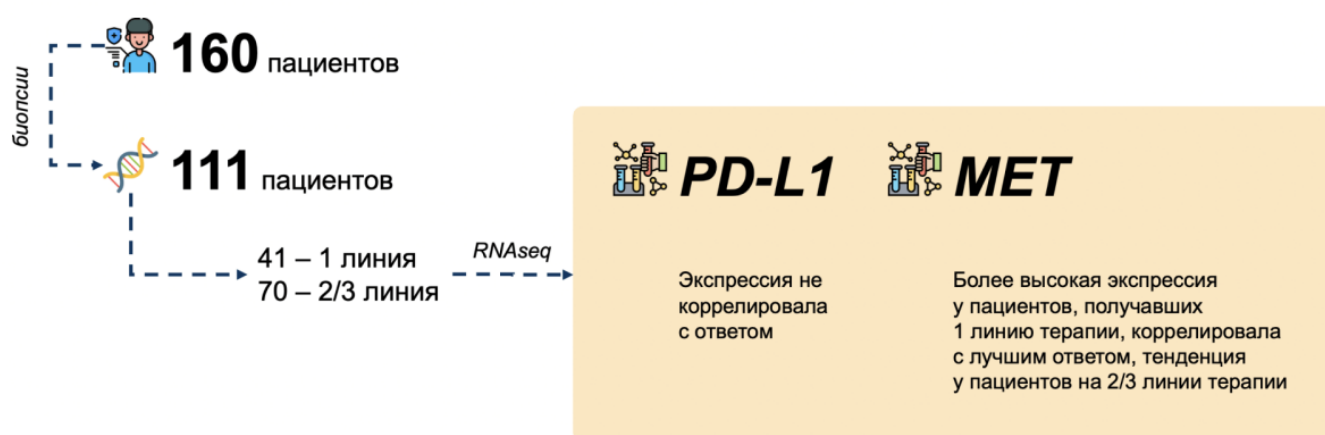 160 пациентов
биопсии
111 пациентов
41 – 1 линия
70 – 2/3 линия
RNAseq
PD-L1
Экспрессия не
коррелировала
с ответом
MET
Более высокая экспрессия
у пациентов, получавших
1 линию терапии, коррелировала
с лучшим ответом, тенденция
у пациентов на 2/3 линии терапии